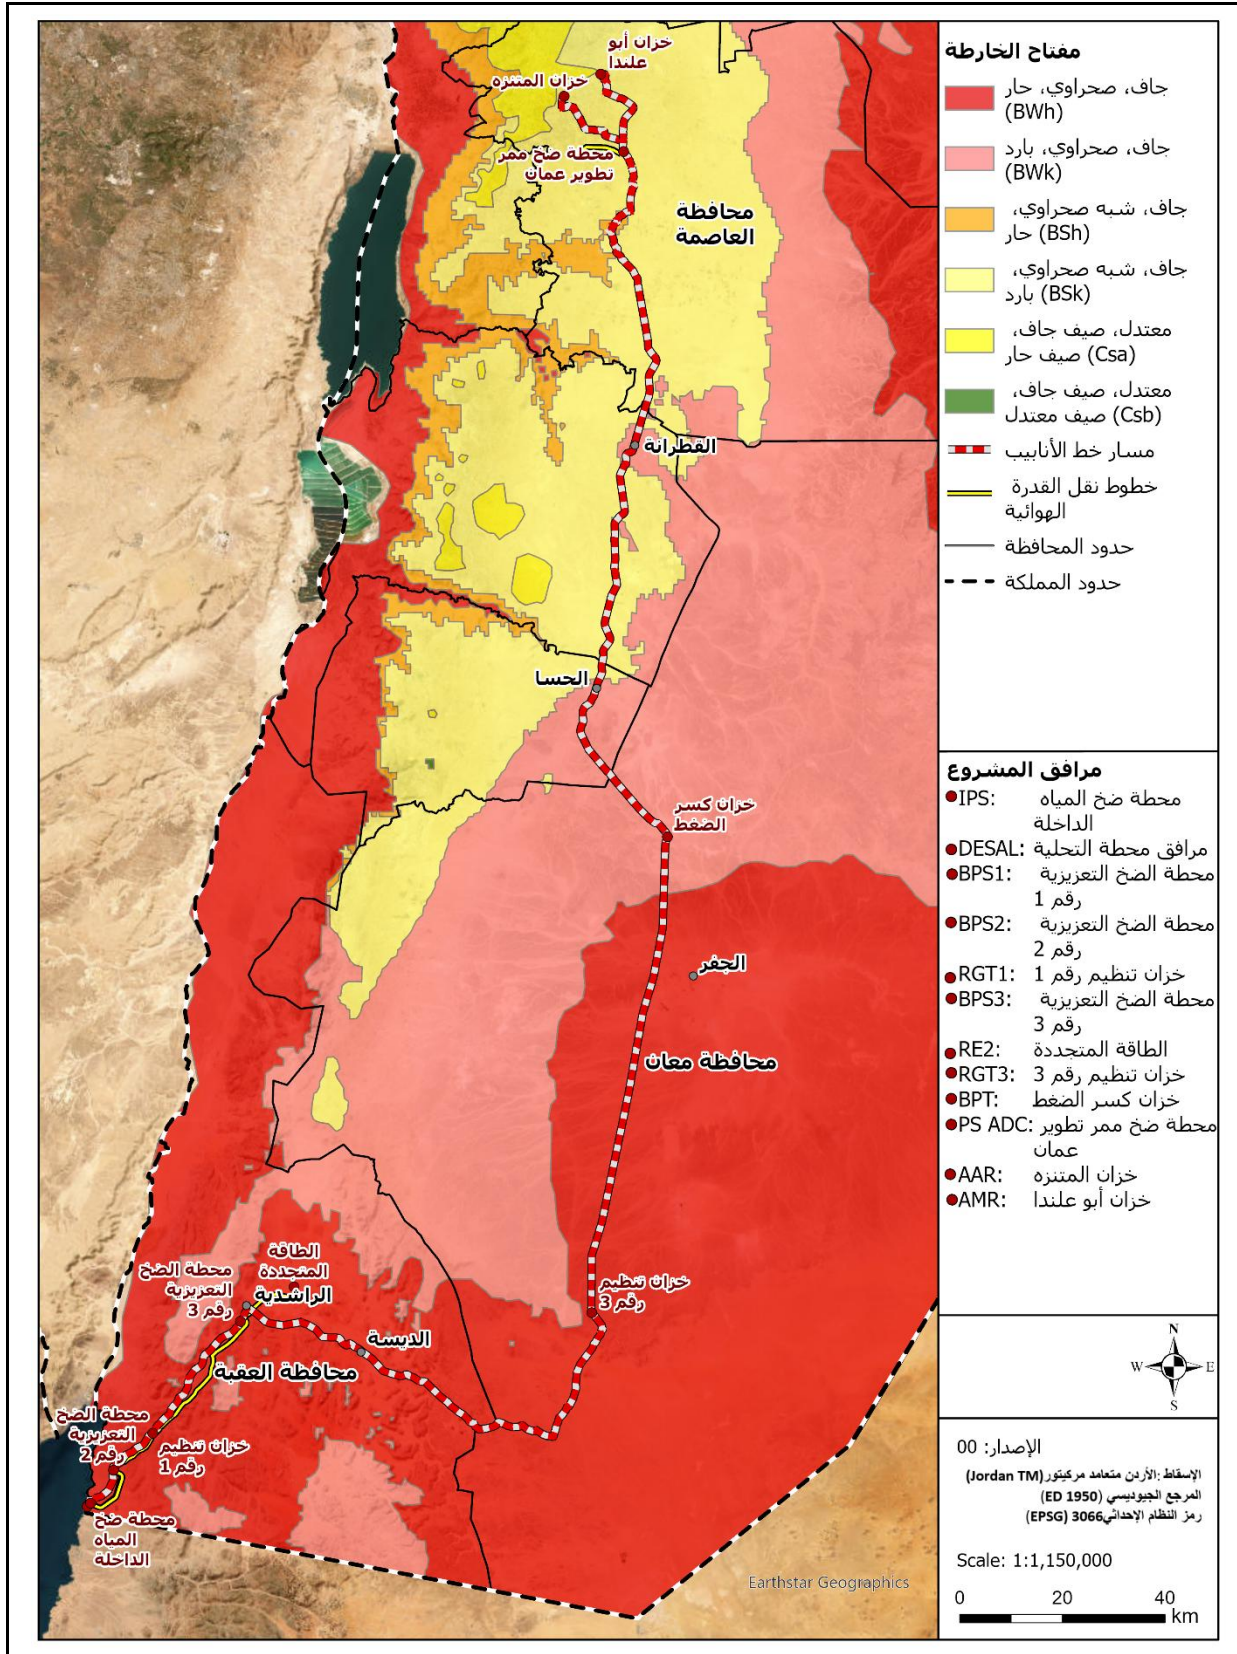 خزان أبو
علندا
خزان المتنزه
محطة ضخ ممر
تطوير عمان
محافظة
العاصمة
القطرانة
الحسا
خزان كسر
الضغط
الجفر
محافظة معان
الطاقة
المتجددة
محطة الضخ
التعزيزية
رقم 3
الراشدية
خزان تنظيم
رقم 3
الديسة
محافظة العقبة
محطة الضخ
التعزيزية
رقم 2
خزان تنظيم
رقم 1
محطة ضخ
المياه
الداخلة
Earthstar Geographics
مفتاح الخارطة
جاف، صحراوي، حار
(BWh)
جاف، صحراوي، بارد
(BWk)
جاف، شبه صحراوي،
حار (BSh)
جاف، شبه صحراوي،
بارد (BSk)
معتدل، صيف جاف،
صيف حار (Csa)
معتدل، صيف جاف،
صيف معتدل (Csb)
مسار خط الأنابيب
خطوط نقل القدرة
الهوائية
حدود المحافظة
حدود المملكة
مرافق المشروع
IPS: محطة ضخ المياه
الداخلة
DESAL: مرافق محطة التحلية
BPS1: محطة الضخ التعزيزية
رقم 1
BPS2: محطة الضخ التعزيزية
رقم 2
RGT1: خزان تنظيم رقم 1
BPS3: محطة الضخ التعزيزية
رقم 3
RE2: الطاقة المتجددة
RGT3: خزان تنظيم رقم 3
BPT: خزان كسر الضغط
PS ADC: محطة ضخ ممر تطوير
عمان
AAR: خزان المتنزه
AMR: خزان أبو علندا
N
W E
S
الإصدار: 00
الإسقاط :الأردن متعامد مركيتور(Jordan TM)
المرجع الجيوديسي (ED 1950)
رمز النظام الإحداثي3066 (EPSG)
Scale: 1:1,150,000
0 20 40
km